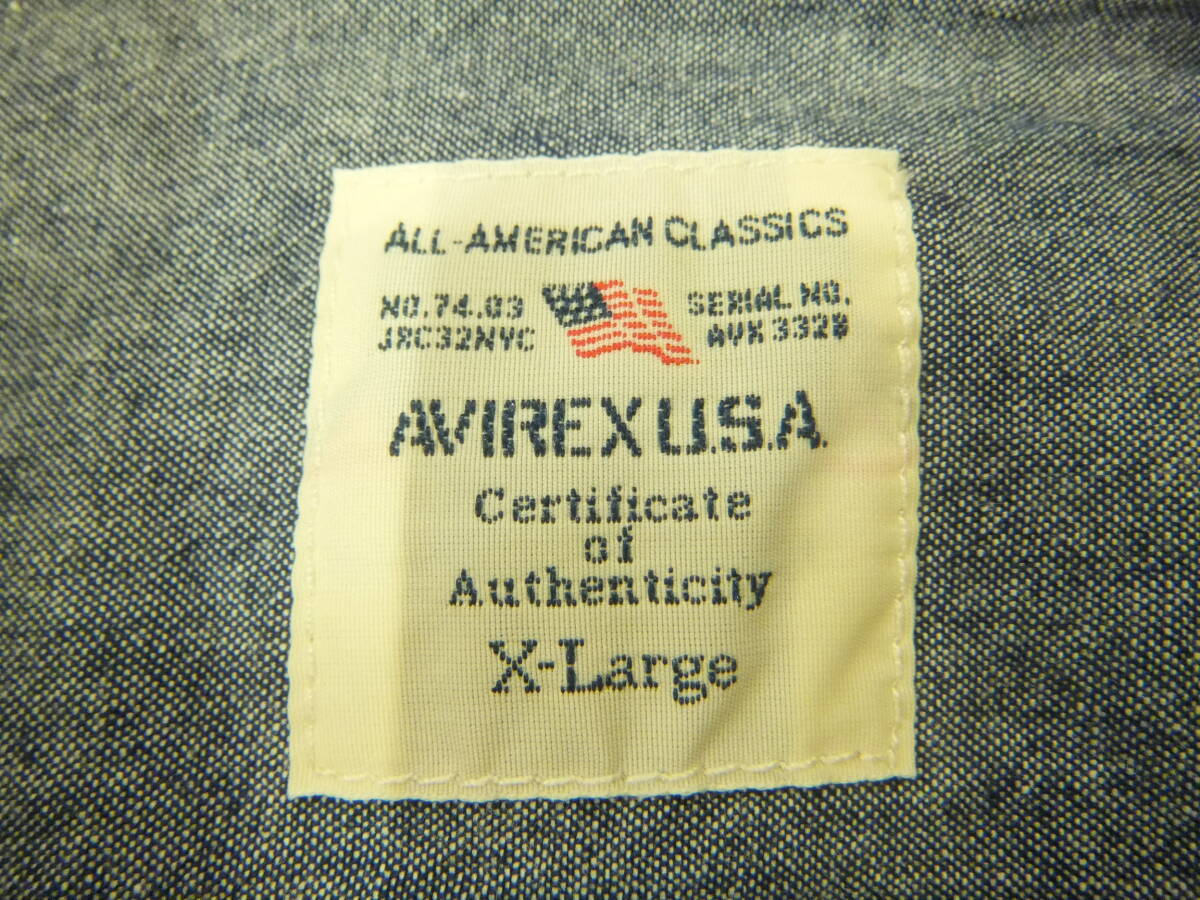 ALL-AMERICAN CLASSICS
NO.74.03
JRC32NYC
SERIAL NO.
AVX 3328
AVIREX U.S.A.
Certificate
of
Authenticity
X-Large